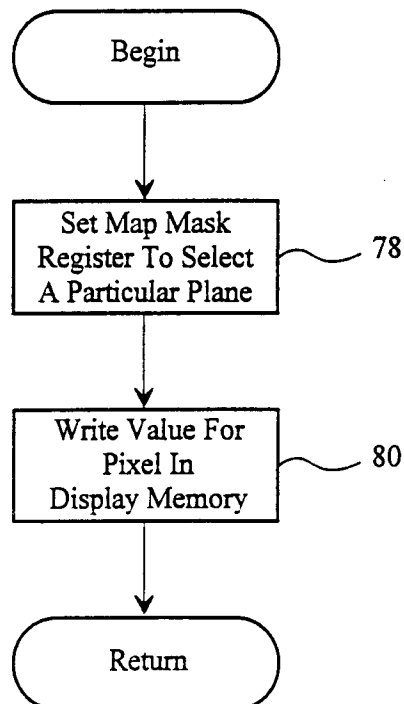 Begin
Set Map Mask
Register To Select
A Particular Plane
78
Write Value For
Pixel In
Display Memory
80
Return